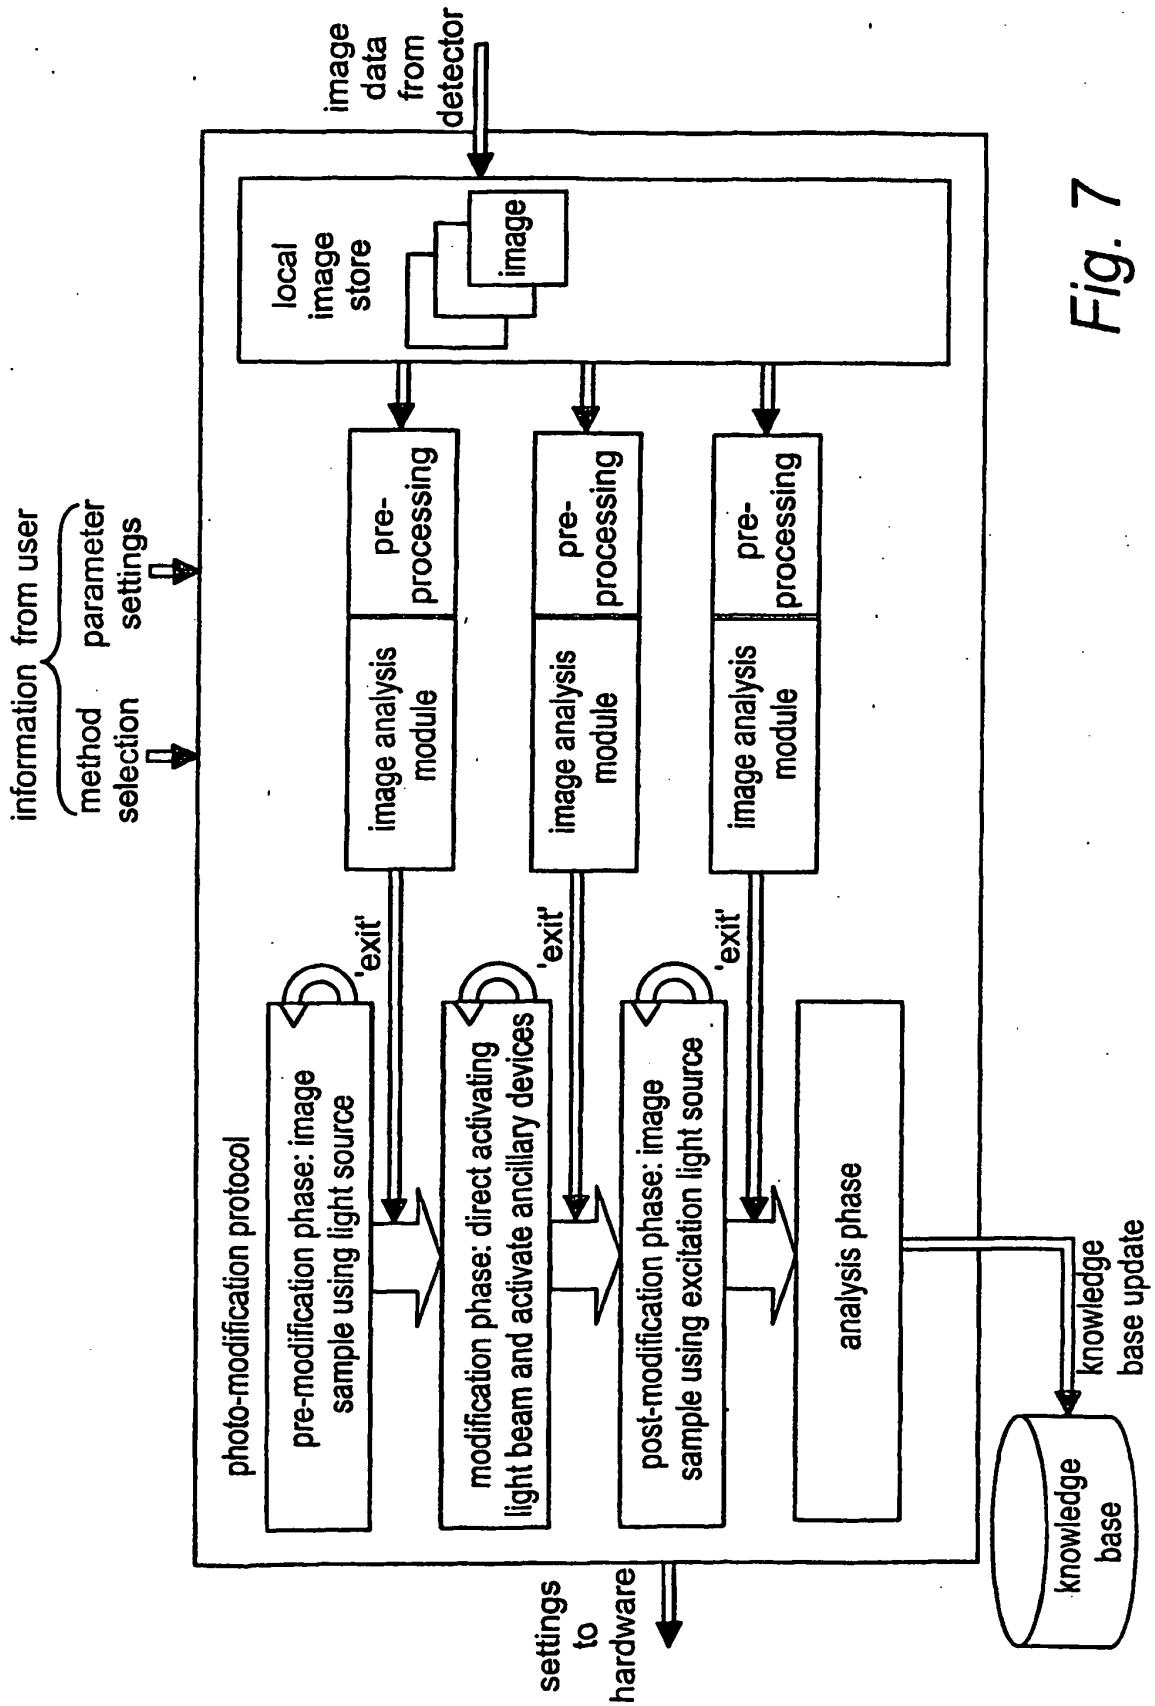 information from user
method
selection
parameter
settings
photo-modification protocol
pre-modification phase: image
sample using light source
'exit'
image analysis
module
pre-
processing
local
image
store
image
image
data
from
detector
modification phase: direct activating
light beam and activate ancillary devices
'exit'
image analysis
module
pre-
processing
post-modification phase: image
sample using excitation light source
'exit'
image analysis
module
pre-
processing
analysis phase
settings
to
hardware
knowledge
base
knowledge
base update
Fig. 7